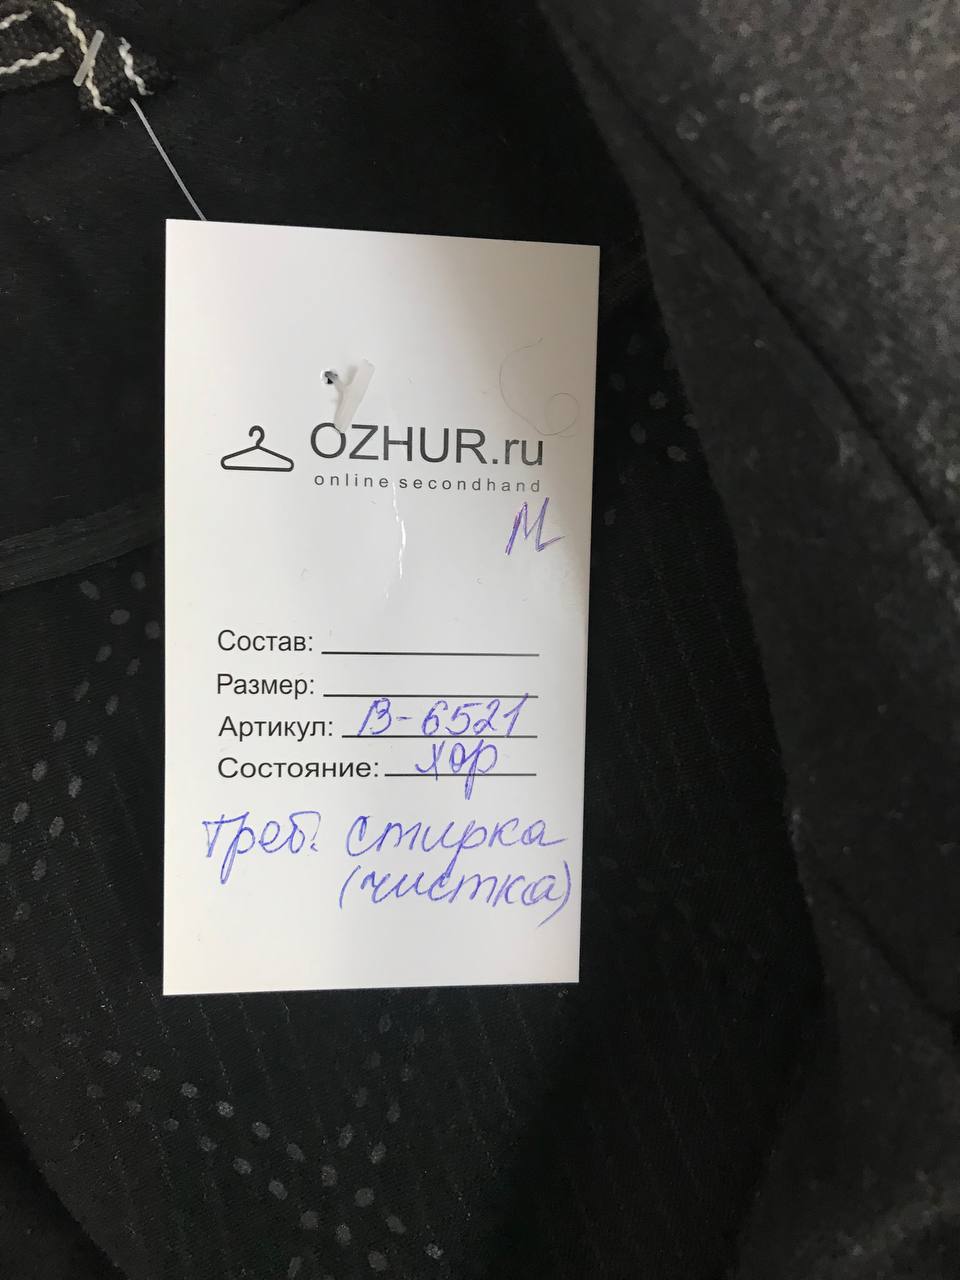 OZHUR.ru
online secondhand
М
Состав:
Размер:
Артикул: В-6521
Состояние: хор
треб. стирка
(чистка)